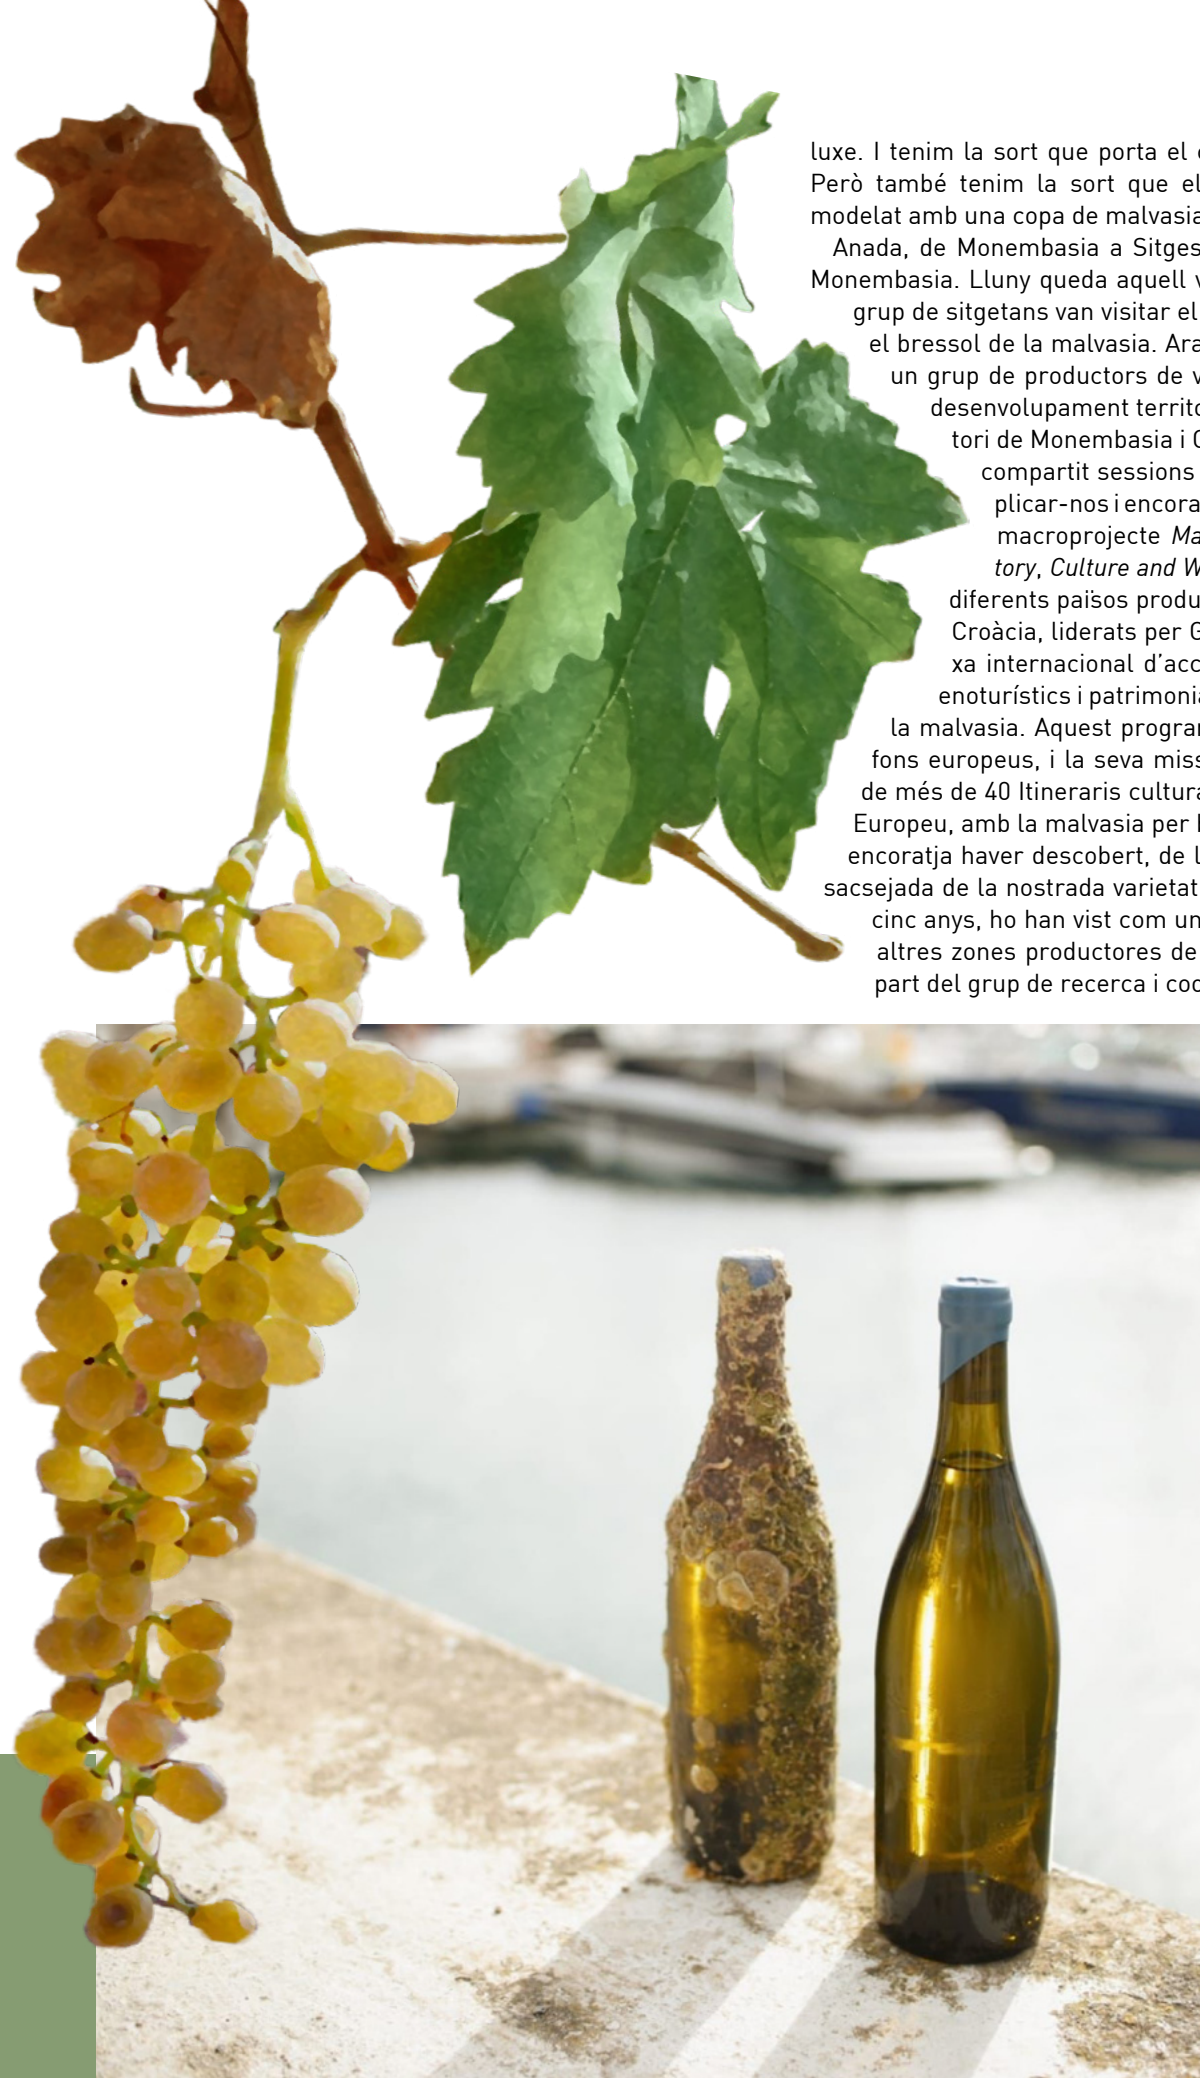 luxe. I tenim la sort que porta el
Però també tenim la sort que el
modelat amb una copa de malvasia
Anada, de Monembasia a Sitges
Monembasia. Lluny queda aquell
grup de sitgetans van visitar el
el bressol de la malvasia. Ara
un grup de productors de
desenvolupament territo
tori de Monembasia i
compartit sessions
plicar-nos i encora
macroprojecte Ma
tory, Culture and W
diferents països produ
Croàcia, liderats per G
xa internacional d’acc
enoturístics i patrimonia
la malvasia. Aquest progra
fons europeus, i la seva miss
de més de 40 Itineraris cultura
Europeu, amb la malvasia per
encoratja haver descobert, de l
sacsejada de la nostrada varietat
cinc anys, ho han vist com un
altres zones productores de
part del grup de recerca i coo